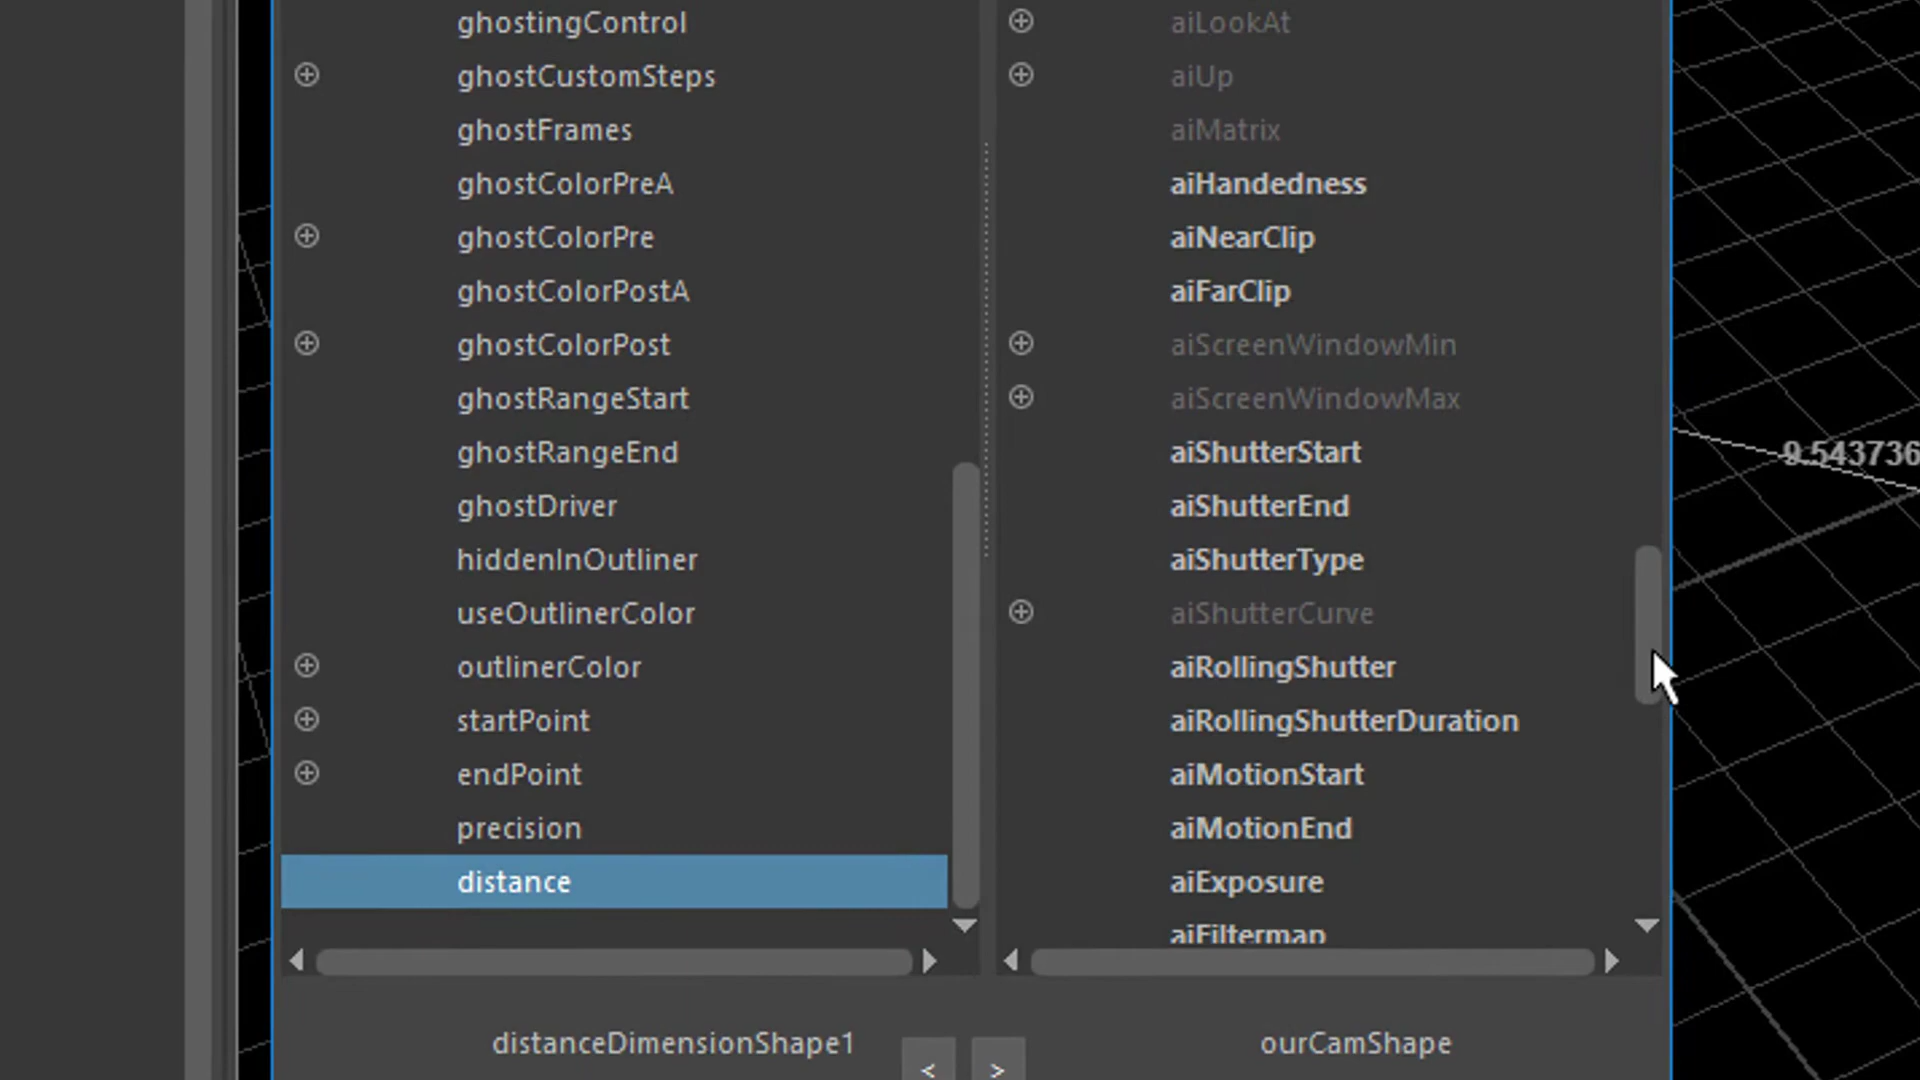 ghostingControl
ghostCustomSteps
ghostFrames
ghostColorPreA
ghostColorPre
ghostColorPostA
ghostColorPost
ghostRangeStart
ghostRangeEnd
ghostDriver
hiddenInOutliner
useOutlinerColor
outlinerColor
startPoint
endPoint
precision
distance
distanceDimensionShape1
<
>
aiLookAt
aiUp
aiMatrix
aiHandedness
aiNearClip
aiFarClip
aiScreenWindowMin
aiScreenWindowMax
aiShutterStart
aiShutterEnd
aiShutterType
aiShutterCurve
aiRollingShutter
aiRollingShutterDuration
aiMotionStart
aiMotionEnd
aiExposure
aiFiltermap
ourCamShape
9.543736